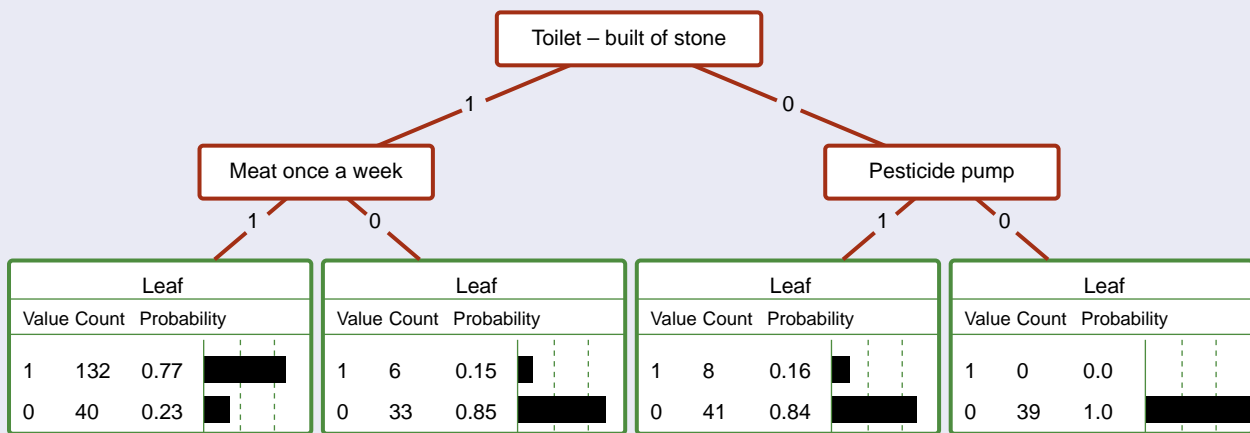 Toilet – built of stone
1
0
Meat once a week
Pesticide pump
1
0
1
0
Leaf
Value Count Probability
1 132 0.77
0 40 0.23
Leaf
Value Count Probability
1 6 0.15
0 33 0.85
Leaf
Value Count Probability
1 8 0.16
0 41 0.84
Leaf
Value Count Probability
1 0 0.0
0 39 1.0